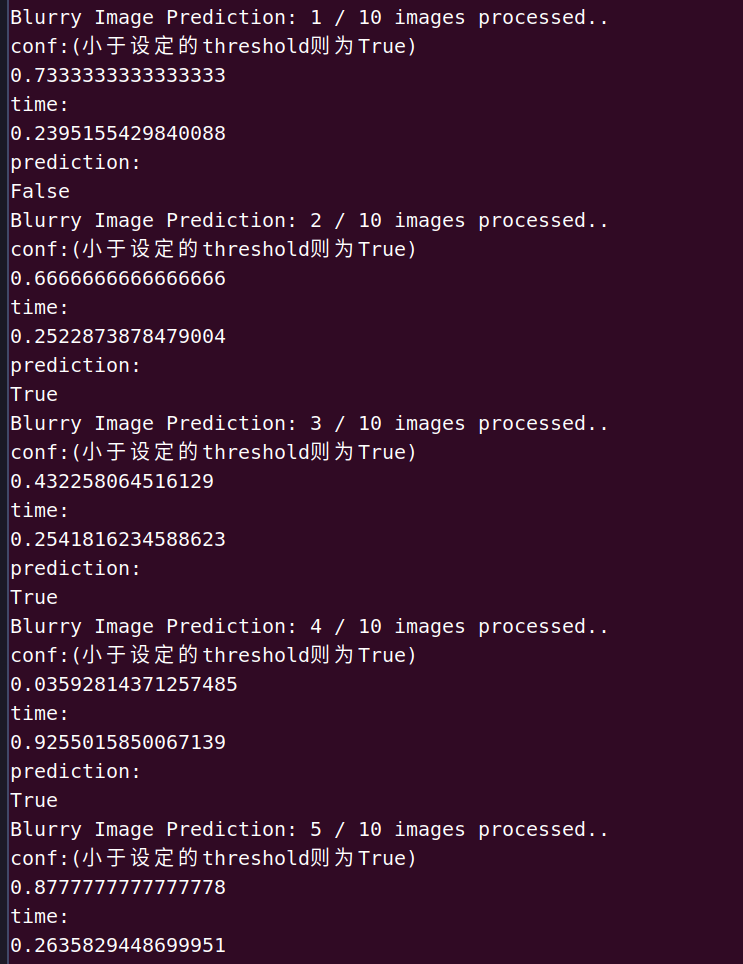 Blurry Image Prediction: 1 / 10 images processed..
conf:(小于设定的threshold则为True)
0.7333333333333333
time:
0.2395155429840088
prediction:
False
Blurry Image Prediction: 2 / 10 images processed..
conf:(小于设定的threshold则为True)
0.6666666666666666
time:
0.2522873878479004
prediction:
True
Blurry Image Prediction: 3 / 10 images processed..
conf:(小于设定的threshold则为True)
0.432258064516129
time:
0.2541816234588623
prediction:
True
Blurry Image Prediction: 4 / 10 images processed..
conf:(小于设定的threshold则为True)
0.03592814371257485
time:
0.9255015850067139
prediction:
True
Blurry Image Prediction: 5 / 10 images processed..
conf:(小于设定的threshold则为True)
0.8777777777777778
time:
0.2635829448699951